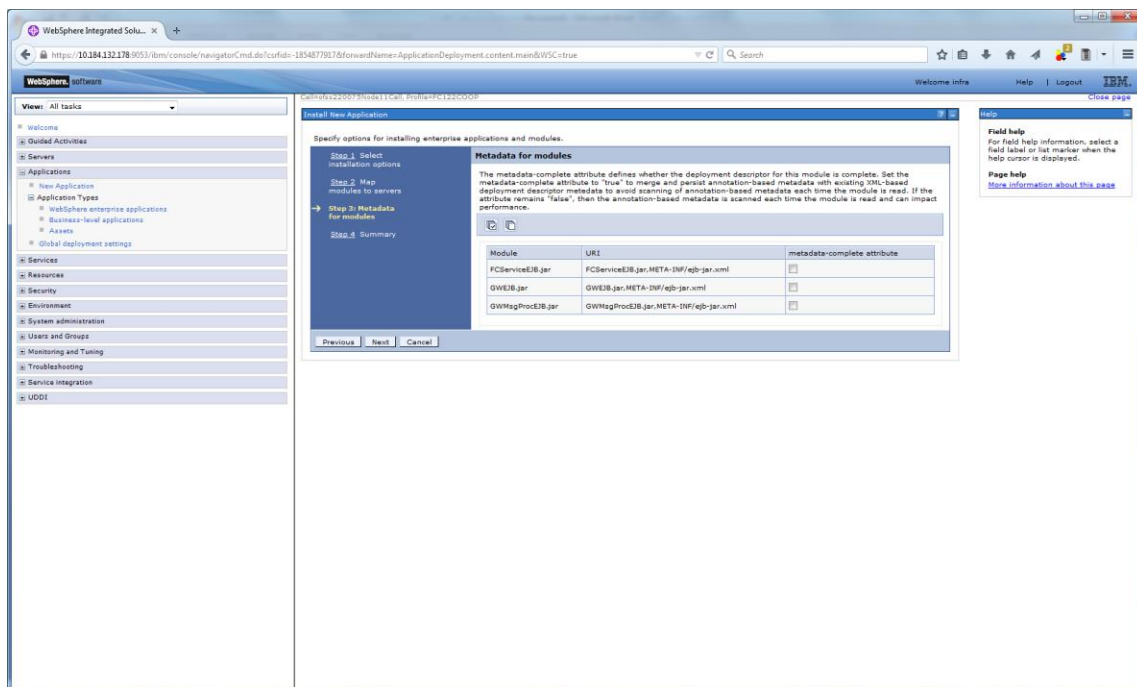 WebSphere Integrated Solu... × +
https://10.184.132.178:9053/ibm/console/navigatorCmd.do?csrfid=-1854877917&forwardName=ApplicationDeployment.content.main&WSC=true
Search
2
WebSphere. software
Welcome infra
Help | Logout
IBM.
View: All tasks
Cell=ofss220073Node11Cell, Profile=FC122COOP
Close page
Welcome
Guided Activities
Servers
Applications
New Application
Application Types
WebSphere enterprise applications
Business-level applications
Assets
Global deployment settings
Services
Resources
Security
Environment
System administration
Users and Groups
Monitoring and Tuning
Troubleshooting
Service integration
UDDI
Install New Application
? –
Specify options for installing enterprise applications and modules.
Step 1 Select
installation options
Step 2 Map
modules to servers
→ Step 3: Metadata
for modules
Step 4 Summary
Metadata for modules
The metadata-complete attribute defines whether the deployment descriptor for this module is complete. Set the
metadata-complete attribute to "true" to merge and persist annotation-based metadata with existing XML-based
deployment descriptor metadata to avoid scanning of annotation-based metadata each time the module is read. If the
attribute remains "false", then the annotation-based metadata is scanned each time the module is read and can impact
performance.
Module URI metadata-complete attribute
FCServiceEJB.jar FCServiceEJB.jar,META-INF/ejb-jar.xml
GWEJB.jar GWEJB.jar,META-INF/ejb-jar.xml
GWMsgProcEJB.jar GWMsgProcEJB.jar,META-INF/ejb-jar.xml
Previous Next Cancel
Help
Field help
For field help information, select a
field label or list marker when the
help cursor is displayed.
Page help
More information about this page